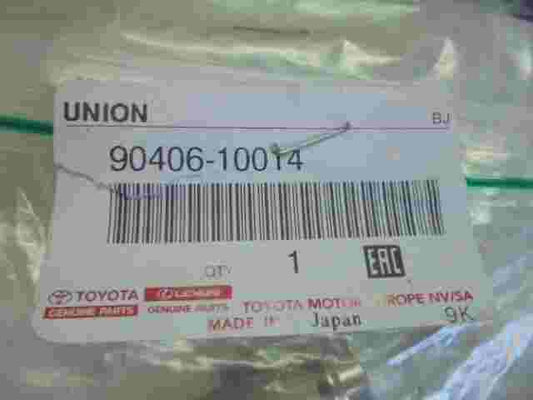 UNION BJ
90406-10014
QTY 1 EAC
TOYOTA LEXUS TOYOTA MOTOR EUROPE NV/SA
GENUINE PARTS GENUINE PARTS
MADE IN Japan 9K